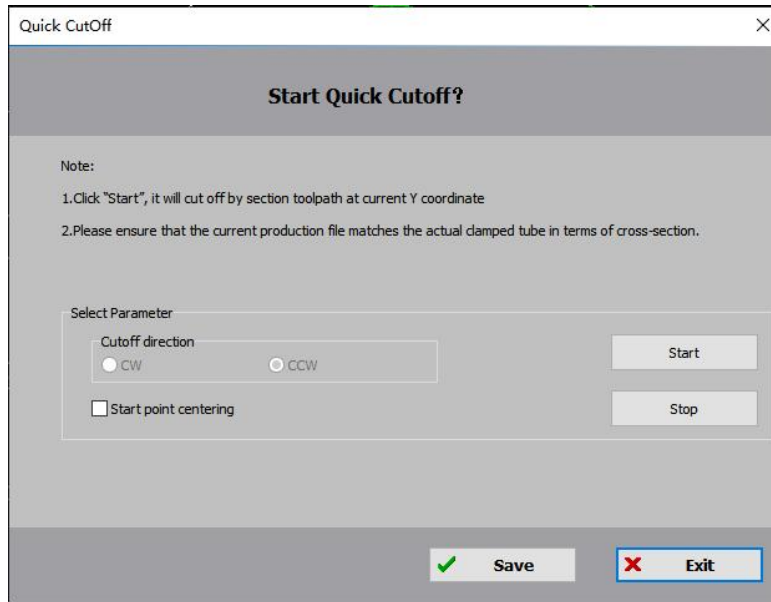 Quick CutOff
Start Quick Cutoff?
Note:
1.Click "Start", it will cut off by section toolpath at current Y coordinate
2.Please ensure that the current production file matches the actual clamped tube in terms of cross-section.
Select Parameter
Cutoff direction
CW
CCW
Start
Start point centering
Stop
Save
Exit